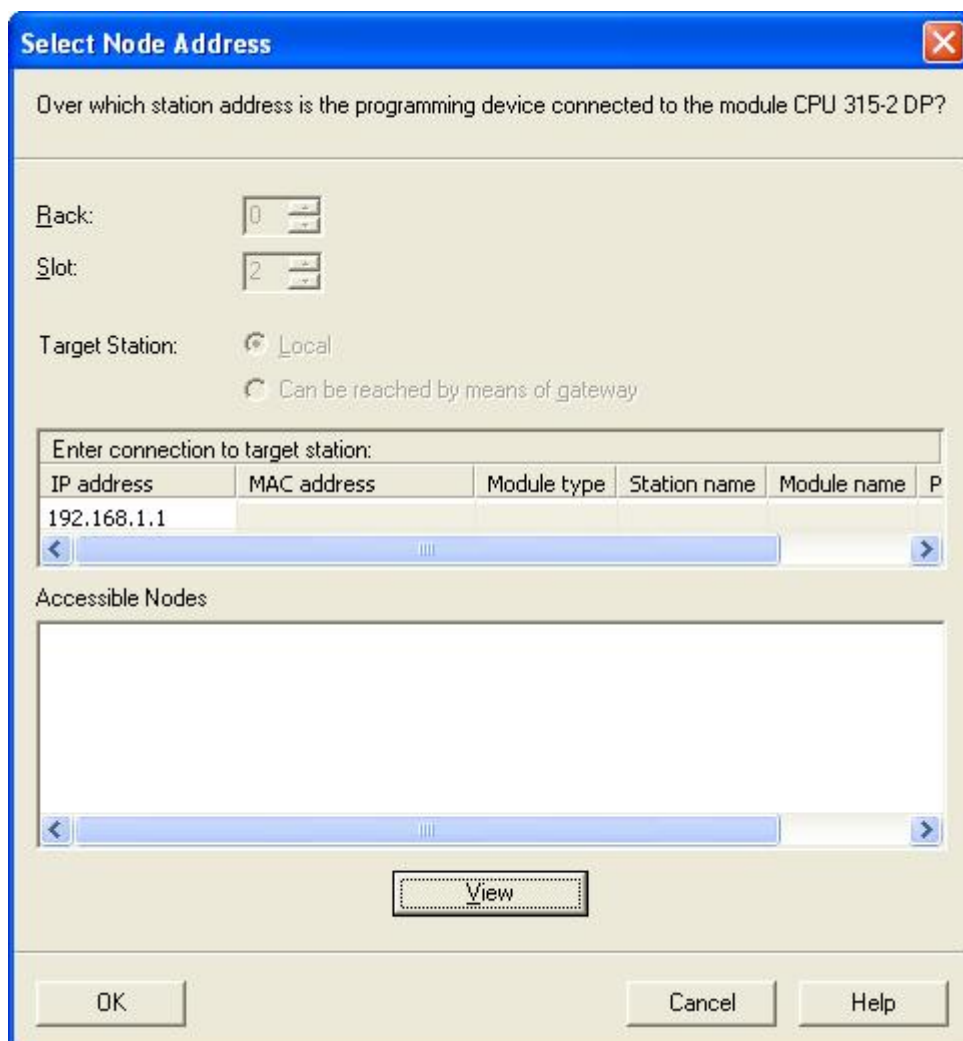 Select Node Address
Over which station address is the programming device connected to the module CPU 315-2 DP?
Rack: 0
Slot: 2
Target Station: Local
Can be reached by means of gateway
Enter connection to target station:
IP address MAC address Module type Station name Module name P
192.168.1.1
Accessible Nodes
View
OK Cancel Help